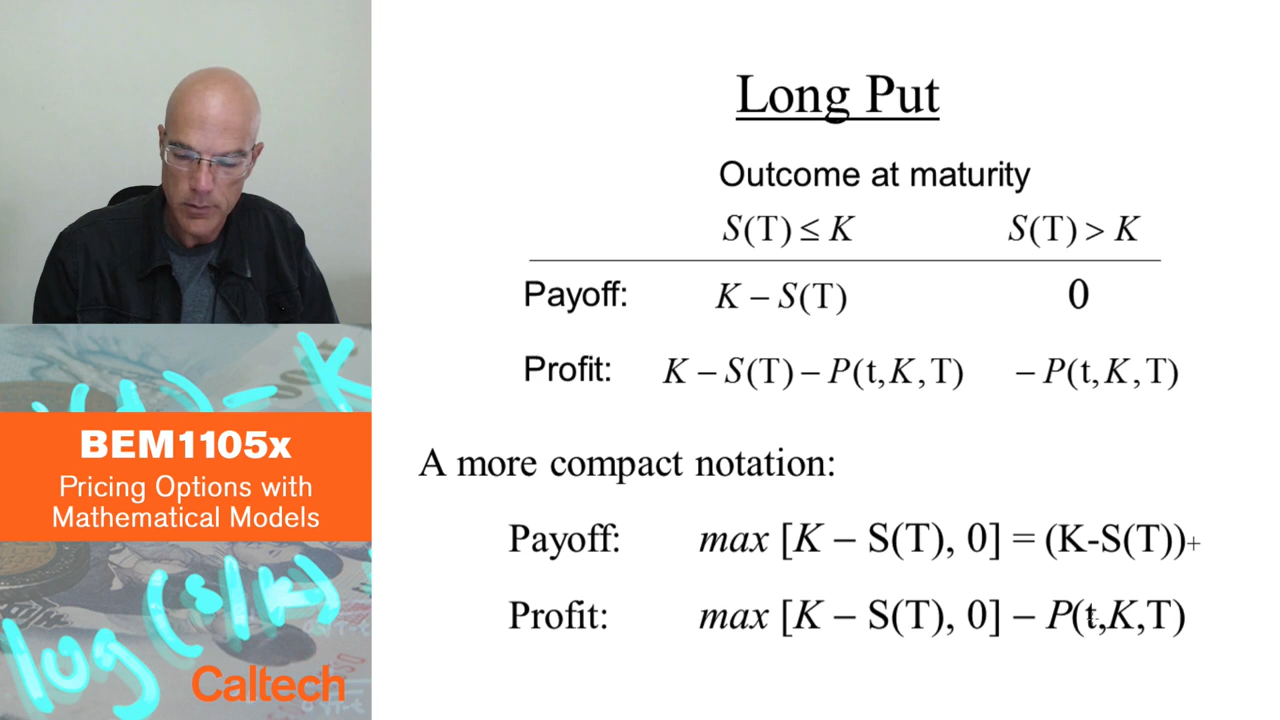 Long Put
Outcome at maturity
S(T) ≤ K S(T) > K
Payoff: K – S(T) 0
Profit: K – S(T) – P(t, K, T) – P(t, K, T)
A more compact notation:
Payoff: max [K – S(T), 0] = (K-S(T))+
Profit: max [K – S(T), 0] – P(t,K,T)
– K
BEM1105x
Pricing Options with
Mathematical Models
log (S/K)
Caltech